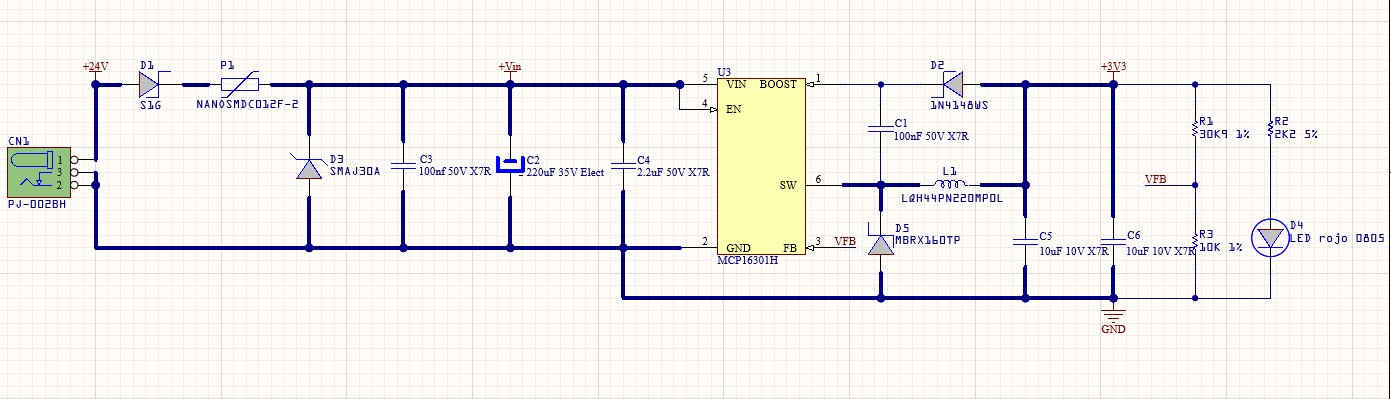 +24V
D1
S1G
P1
NANOSMDC012F-2
+Vin
U3
5
VIN
BOOST
1
4
EN
D2
1N4148WS
+3V3
C1
100nF 50V X7R
R1
30K9 1%
R2
2K2 5%
CN1
1
3
2
PJ-002BH
D3
SMAJ30A
C3
100nf 50V X7R
C2
220uF 35V Elect
C4
2.2uF 50V X7R
SW
6
L1
LQH44PN220MP0L
VFB
D5
MBRX160TP
2
GND
FB
3
VFB
MCP16301H
C5
10uF 10V X7R
C6
10uF 10V X7R
R3
10K 1%
D4
LED rojo 0805
GND